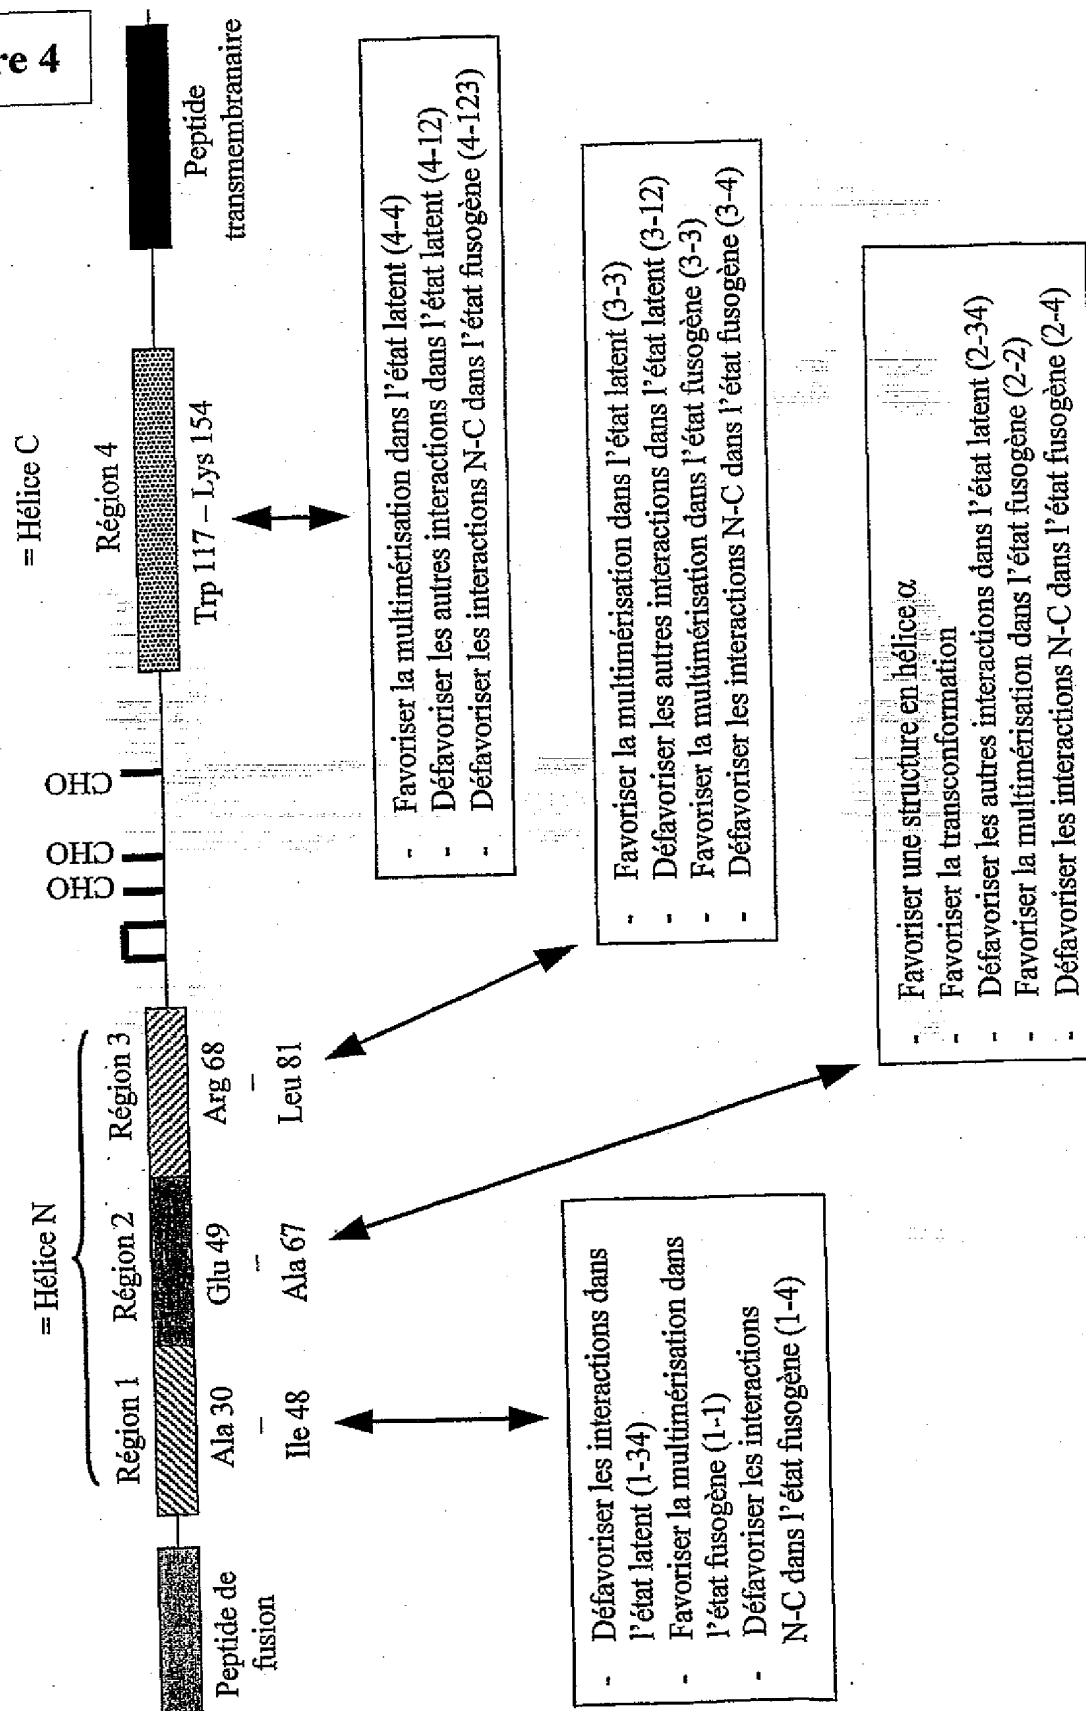 re 4
= Hélice N
= Hélice C
Région 1
Région 2
Région 3
Région 4
CHO
CHO
CHO
Peptide de
fusion
Ala 30
–
Ile 48
Glu 49
–
Ala 67
Arg 68
–
Leu 81
Trp 117 – Lys 154
Peptide
transmembranaire
- Défavoriser les interactions dans
l'état latent (1-34)
- Favoriser la multimérisation dans
l'état fusogène (1-1)
- Défavoriser les interactions
N-C dans l'état fusogène (1-4)
- Favoriser la multimérisation dans l'état latent (4-4)
- Défavoriser les autres interactions dans l'état latent (4-12)
- Défavoriser les interactions N-C dans l'état fusogène (4-123)
- Favoriser la multimérisation dans l'état latent (3-3)
- Défavoriser les autres interactions dans l'état latent (3-12)
- Favoriser la multimérisation dans l'état fusogène (3-3)
- Défavoriser les interactions N-C dans l'état fusogène (3-4)
- Favoriser une structure en hélice α
- Favoriser la transconformation
- Défavoriser les autres interactions dans l'état latent (2-34)
- Favoriser la multimérisation dans l'état fusogène (2-2)
- Défavoriser les interactions N-C dans l'état fusogène (2-4)